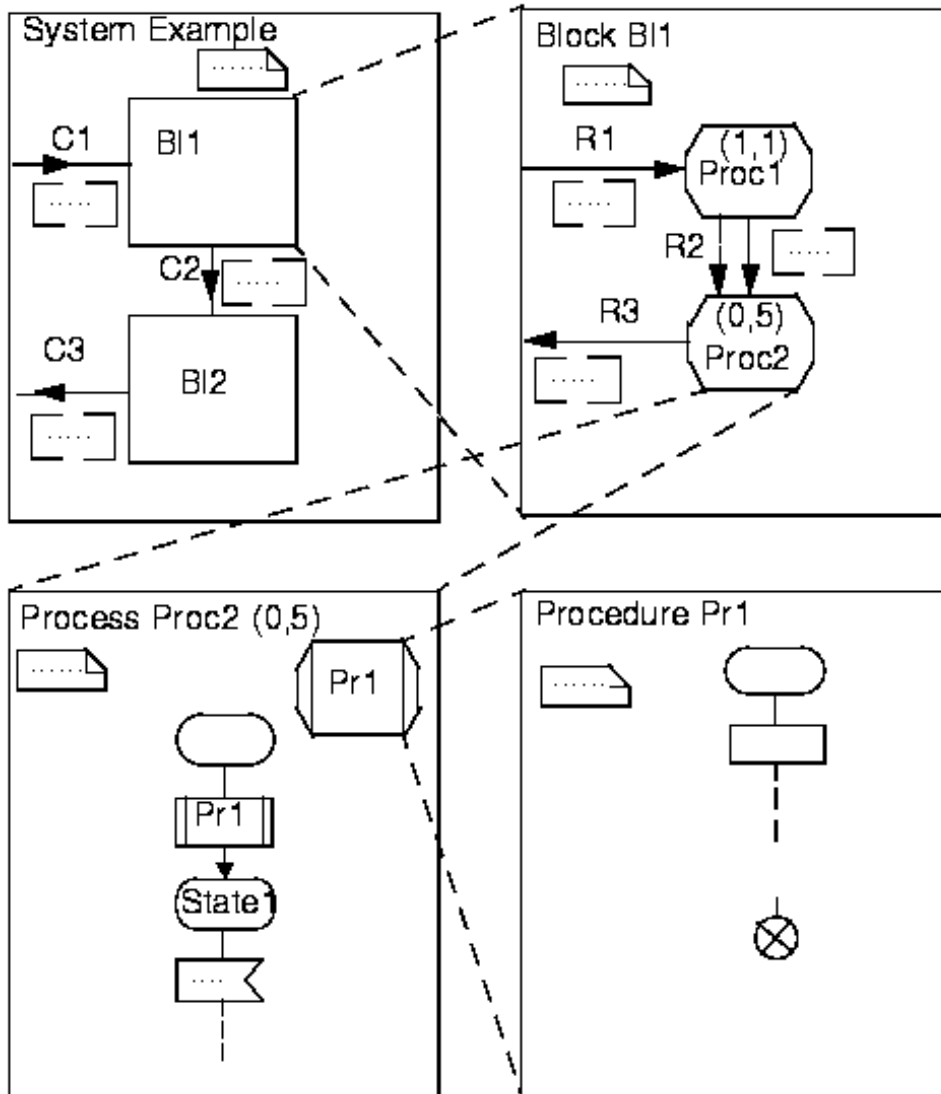 System Example
......
C1
Bl1
.....
C2
.....
C3
Bl2
.....
Block Bl1
......
R1
(1,1)
Proc1
.....
R2
.....
R3
(0,5)
Proc2
.....
Process Proc2 (0,5)
......
Pr1
Pr1
State1
....
Procedure Pr1
......